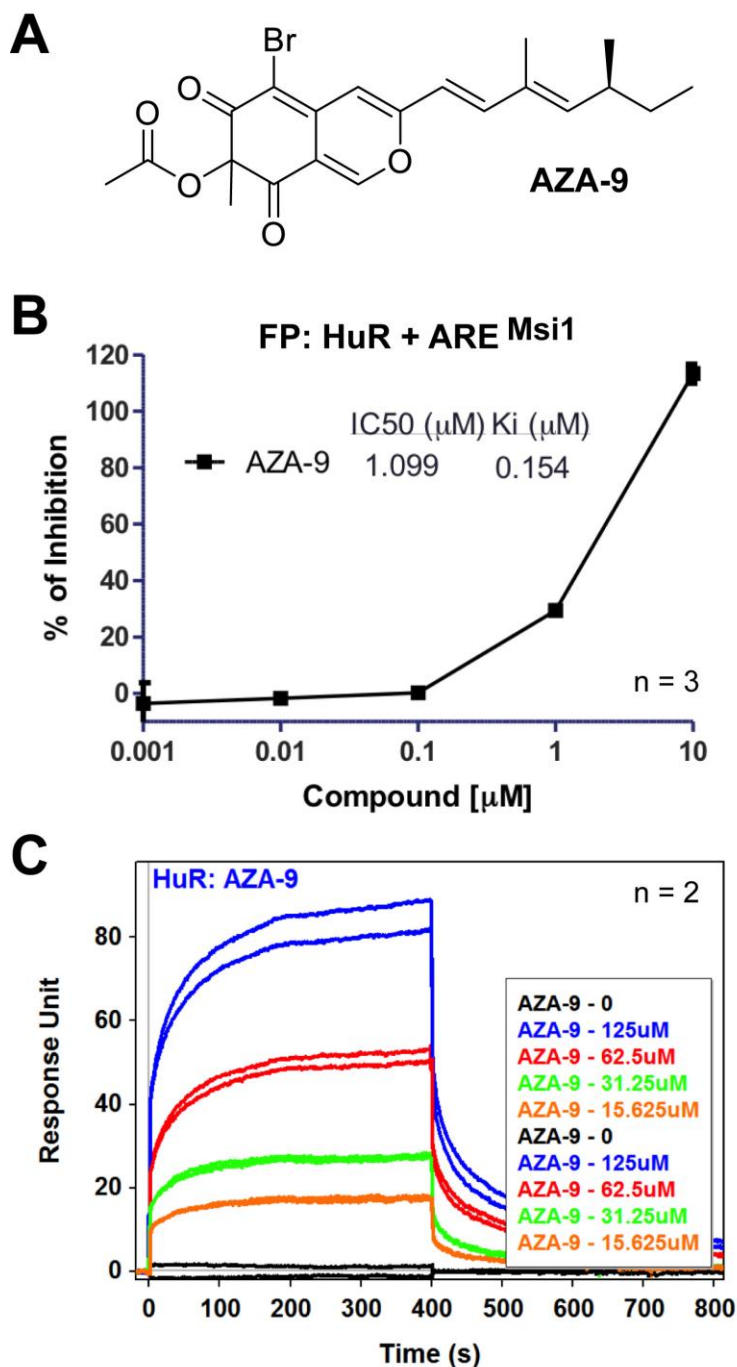 A
Br
O
O
O
O
O
AZA-9
B
FP: HuR + ARE Msi1
120
100
80
60
40
20
0
% of Inhibition
IC50 (μM) Ki (μM)
AZA-9 1.099 0.154
n = 3
0.001 0.01 0.1 1 10
Compound [μM]
C
HuR: AZA-9
n = 2
80
60
40
20
0
Response Unit
AZA-9 - 0
AZA-9 - 125uM
AZA-9 - 62.5uM
AZA-9 - 31.25uM
AZA-9 - 15.625uM
AZA-9 - 0
AZA-9 - 125uM
AZA-9 - 62.5uM
AZA-9 - 31.25uM
AZA-9 - 15.625uM
0 100 200 300 400 500 600 700 800
Time (s)